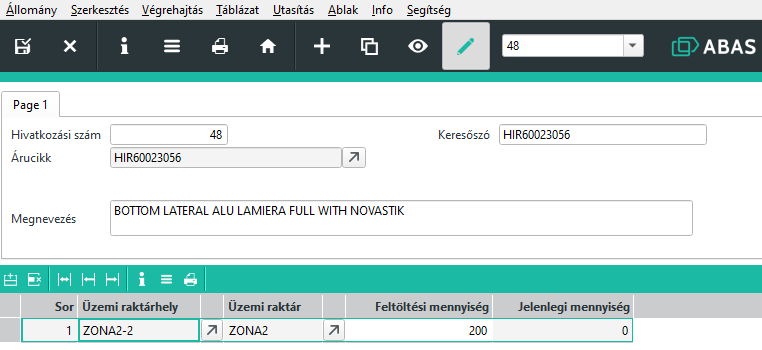 Állomány Szerkesztés Végrehajtás Táblázat Utasítás Ablak Info Segítség
48 ABAS
Page 1
Hivatkozási szám 48 Keresőszó HIR60023056
Árucikk HIR60023056
Megnevezés BOTTOM LATERAL ALU LAMIERA FULL WITH NOVASTIK
Sor Üzemi raktárhely Üzemi raktár Feltöltési mennyiség Jelenlegi mennyiség
1 ZONA2-2 ZONA2 200 0